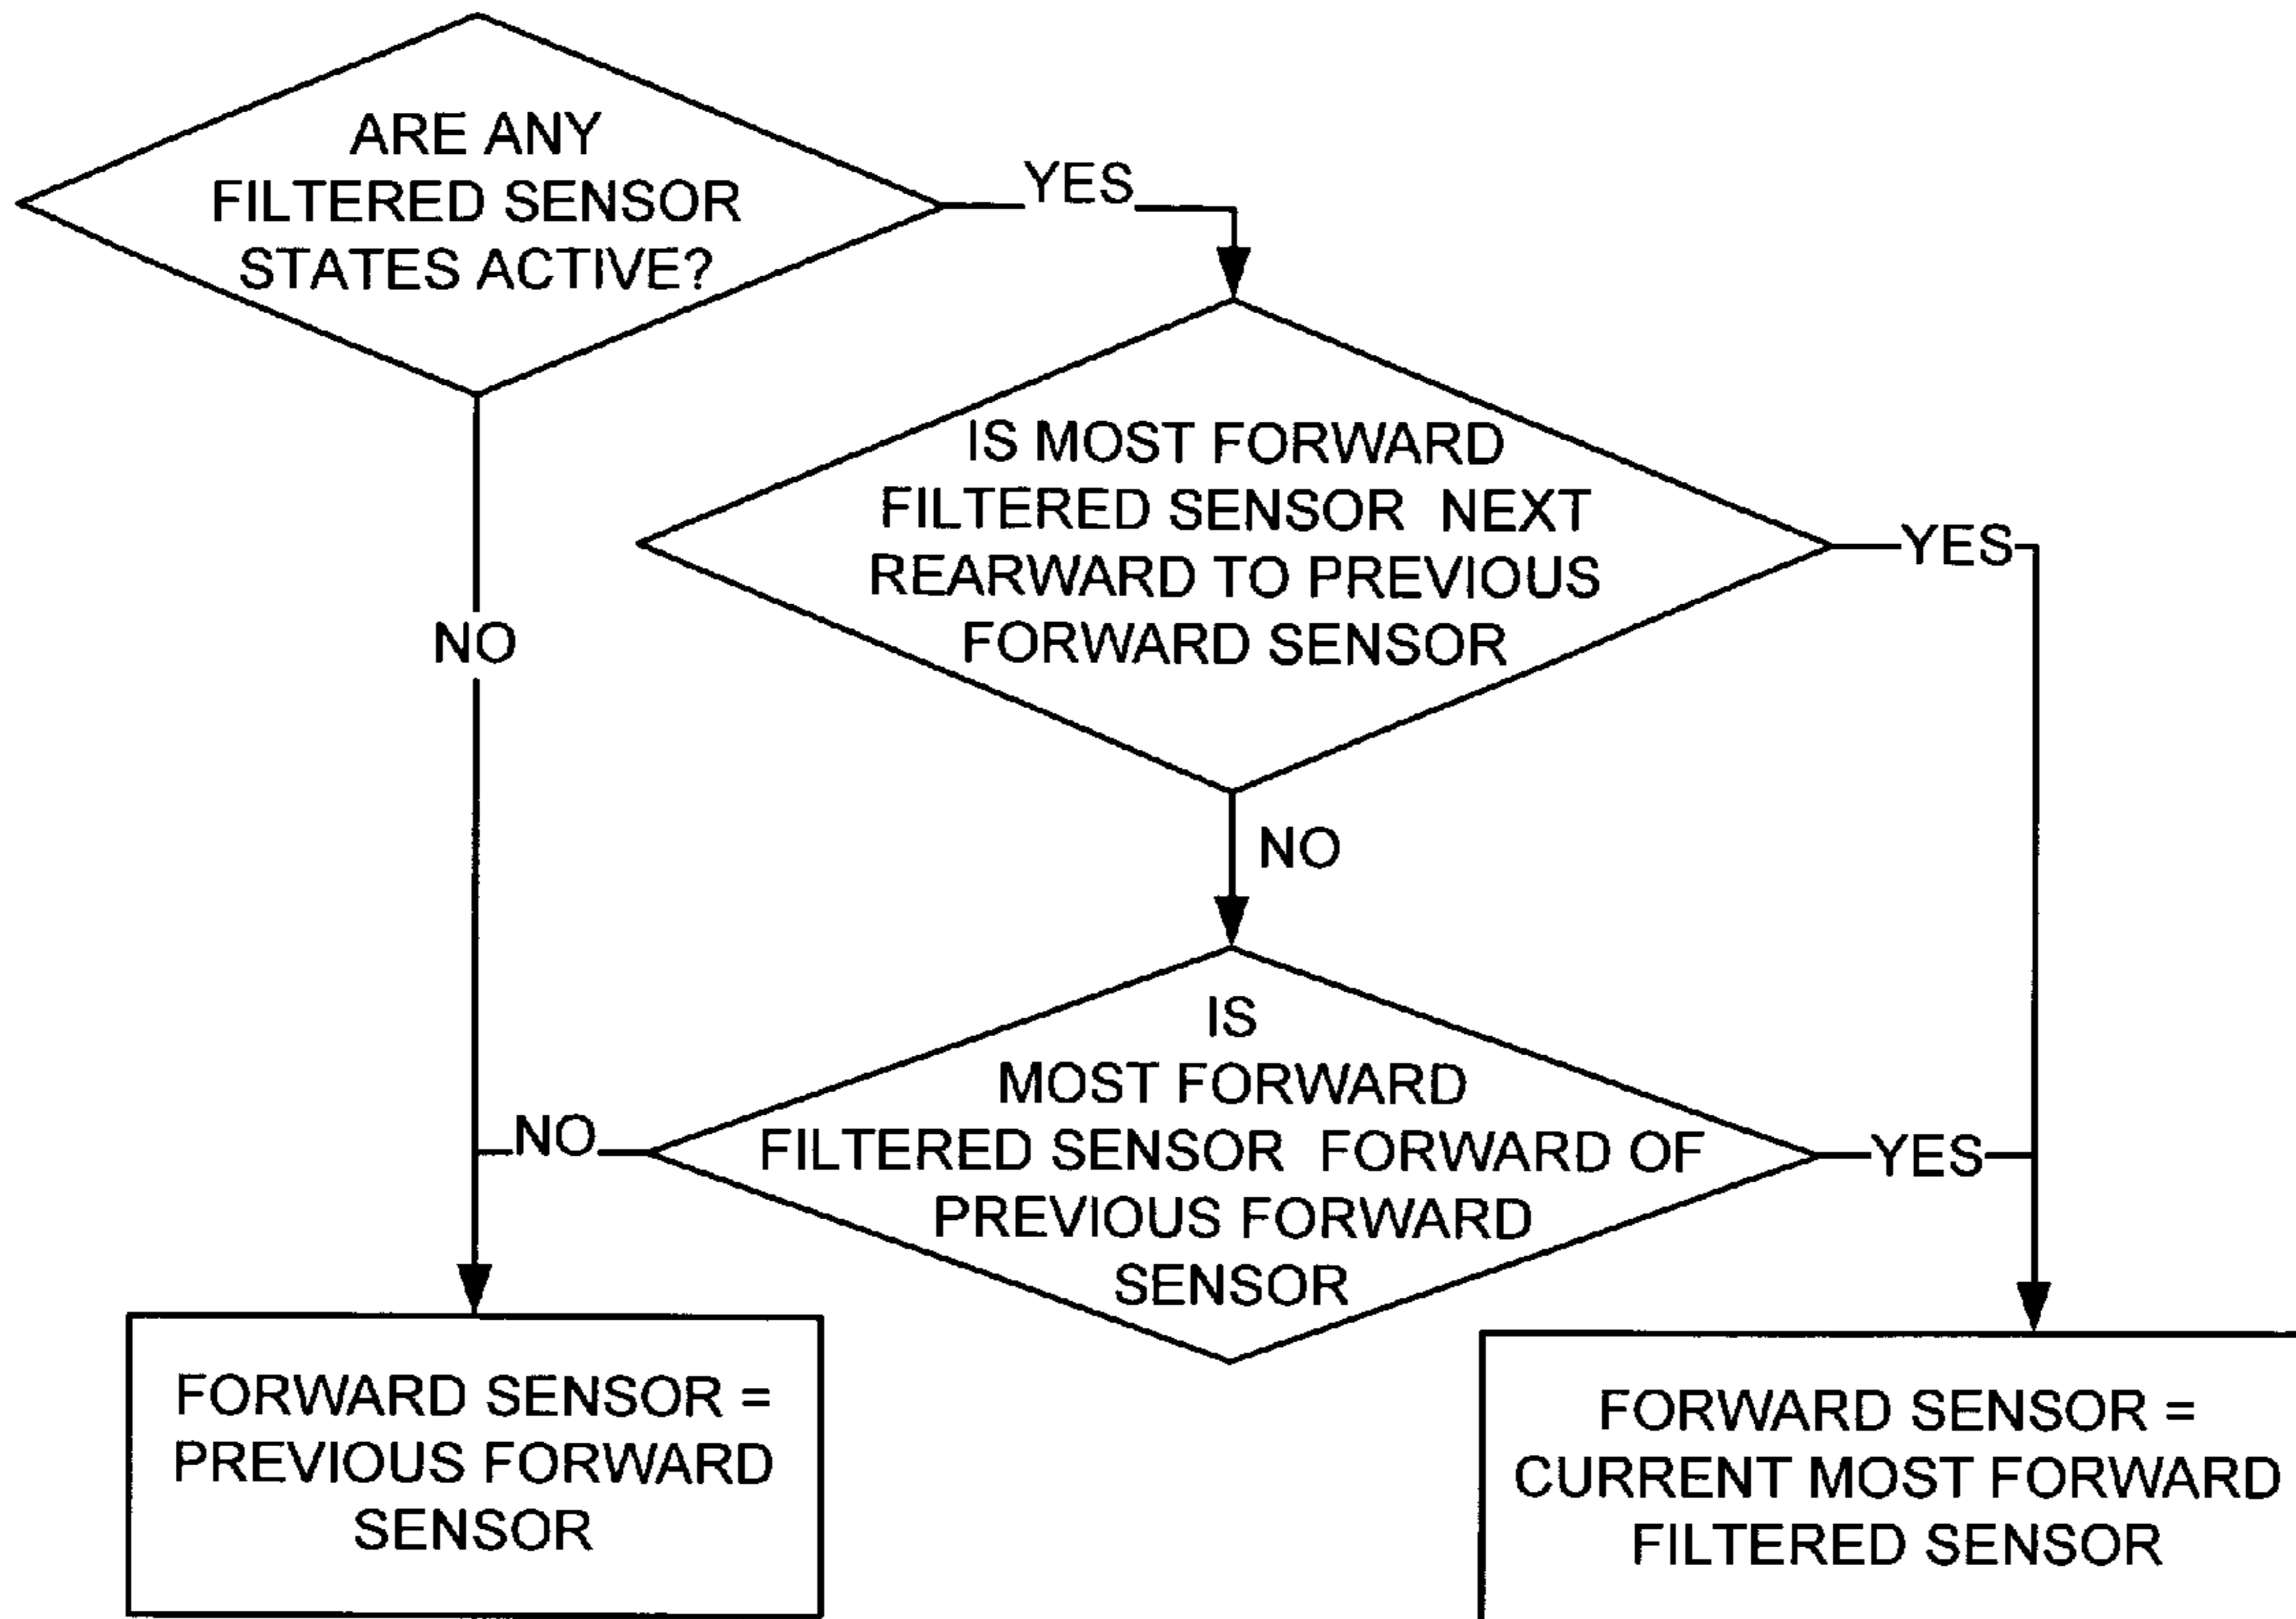 ARE ANY
FILTERED SENSOR
STATES ACTIVE?
YES
IS MOST FORWARD
FILTERED SENSOR NEXT
REARWARD TO PREVIOUS
FORWARD SENSOR
YES
NO
NO
IS
MOST FORWARD
FILTERED SENSOR FORWARD OF
PREVIOUS FORWARD
SENSOR
NO
YES
FORWARD SENSOR =
PREVIOUS FORWARD
SENSOR
FORWARD SENSOR =
CURRENT MOST FORWARD
FILTERED SENSOR